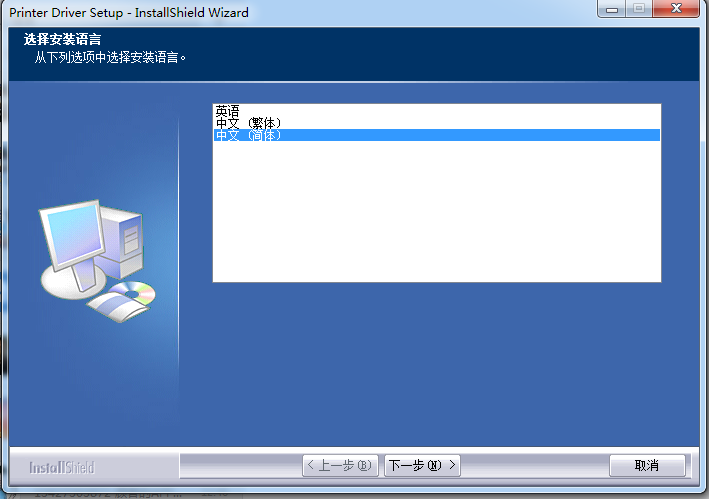 Printer Driver Setup - InstallShield Wizard
选择安装语言
从下列选项中选择安装语言。
英语
中文（繁体）
中文（简体）
InstallShield
< 上一步(B)
下一步(N) >
取消